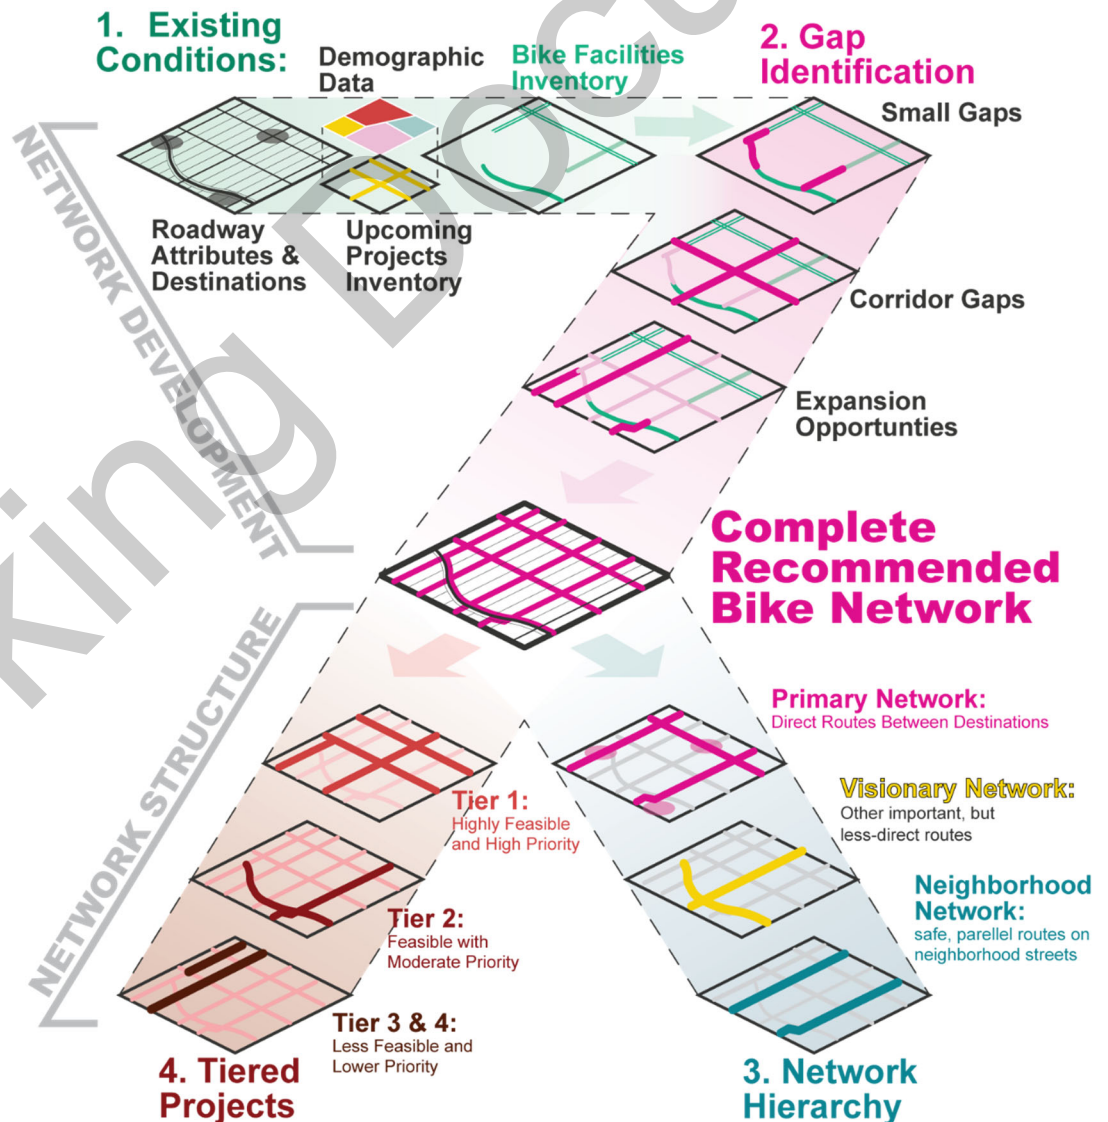 1. Existing
Conditions:
Demographic
Data
Bike Facilities
Inventory
2. Gap
Identification
Small Gaps
Roadway
Attributes &
Destinations
Upcoming
Projects
Inventory
Corridor Gaps
Expansion
Opportunties
NETWORK DEVELOPMENT
Complete
Recommended
Bike Network
NETWORK STRUCTURE
Primary Network:
Direct Routes Between Destinations
Tier 1:
Highly Feasible
and High Priority
Visionary Network:
Other important, but
less-direct routes
Neighborhood
Network:
safe, parellel routes on
neighborhood streets
Tier 2:
Feasible with
Moderate Priority
Tier 3 & 4:
Less Feasible and
Lower Priority
4. Tiered
Projects
3. Network
Hierarchy
king Docu